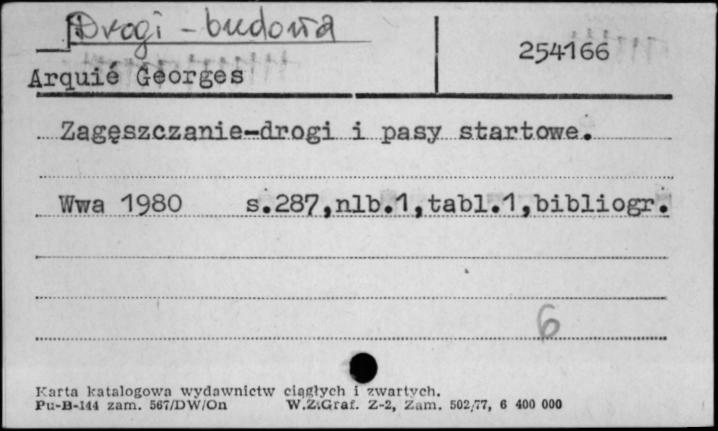 Drogi - budowa
254166
Arquié Georges
Zagęszczanie-drogi i pasy startowe.
Wwa 1980 s.287,nlb.1,tabl.1,bibliogr.
6
Karta katalogowa wydawnictw ciągłych i zwartych.
Pu-B-144 zam. 567/DW/On W.Z.Graf. Z-2, Zam. 502/77, 6 400 000